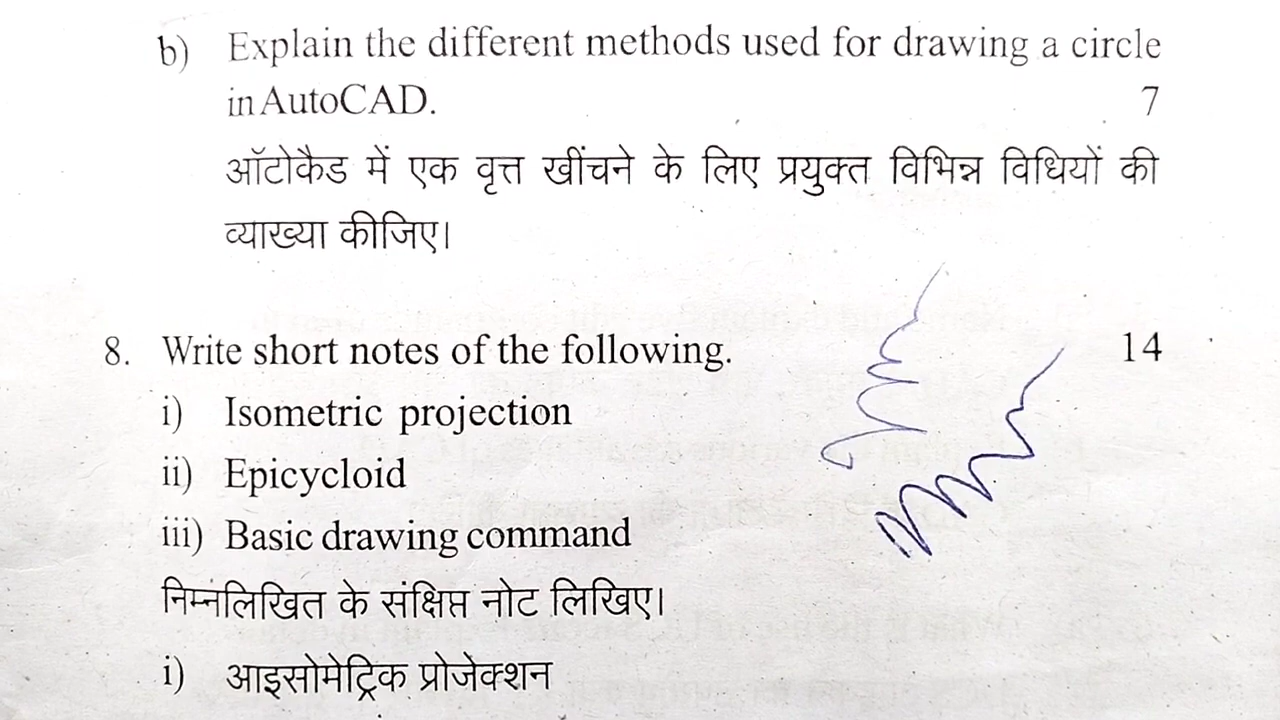 b) Explain the different methods used for drawing a circle
in AutoCAD. 7
ऑटोकैड में एक वृत्त खींचने के लिए प्रयुक्त विभिन्न विधियों की
व्याख्या कीजिए।
8. Write short notes of the following. 14
i) Isometric projection
ii) Epicycloid
iii) Basic drawing command
निम्नलिखित के संक्षिप्त नोट लिखिए।
i) आइसोमेट्रिक प्रोजेक्शन